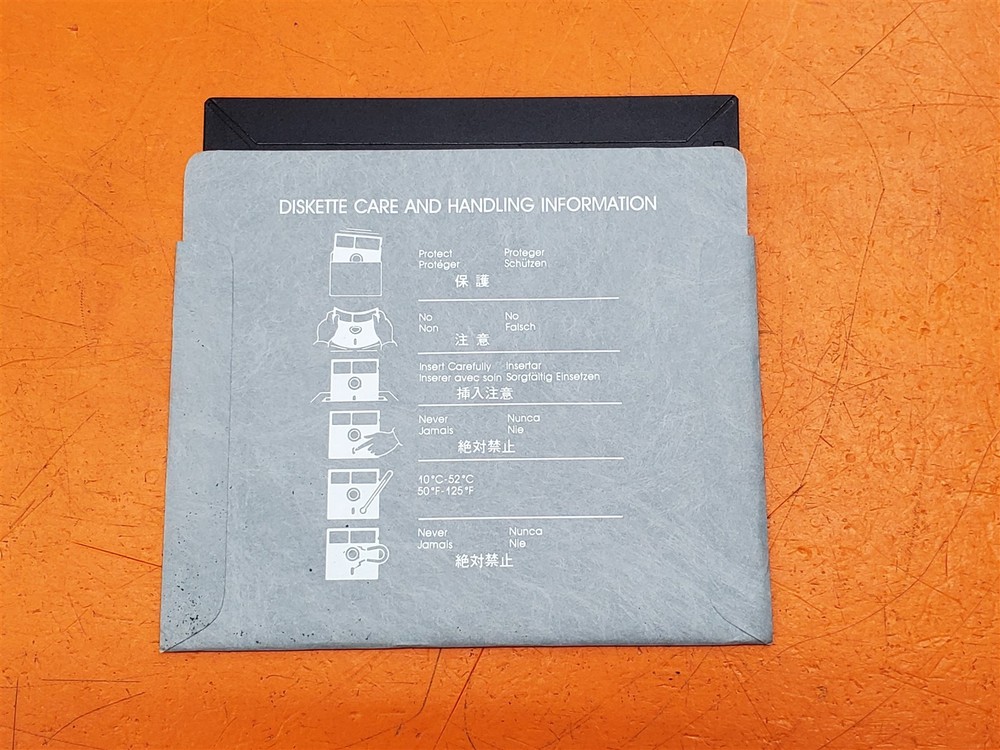 DISKETTE CARE AND HANDLING INFORMATION
Protect Proteger
Protéger Schützen
保護
No No
Non Falsch
注意
Insert Carefully Insertar
Inserer avec soin Sorgfältig Einsetzen
挿入注意
Never Nunca
Jamais Nie
絶対禁止
10°C-52°C
50°F-125°F
Never Nunca
Jamais Nie
絶対禁止